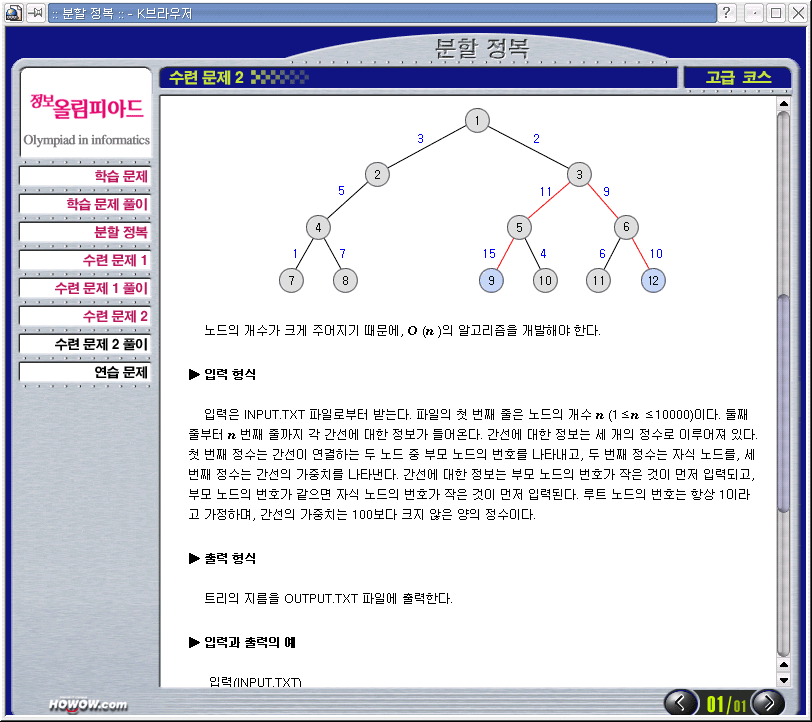 :: 분할 정복 :: - K브라우저
분할 정복
정보올림피아드
Olympiad in informatics
학습 문제
학습 문제 풀이
분할 정복
수련 문제 1
수련 문제 1 풀이
수련 문제 2
수련 문제 2 풀이
연습 문제
HOWOW.com
수련 문제 2
고급 코스
1
3 2
2 3
5 11 9
4 5 6
1 7 15 4 6 10
7 8 9 10 11 12
노드의 개수가 크게 주어지기 때문에, O (n )의 알고리즘을 개발해야 한다.
▶ 입력 형식
입력은 INPUT.TXT 파일로부터 받는다. 파일의 첫 번째 줄은 노드의 개수 n (1 ≤n ≤10000)이다. 둘째
줄부터 n 번째 줄까지 각 간선에 대한 정보가 들어온다. 간선에 대한 정보는 세 개의 정수로 이루어져 있다.
첫 번째 정수는 간선이 연결하는 두 노드 중 부모 노드의 번호를 나타내고, 두 번째 정수는 자식 노드를, 세
번째 정수는 간선의 가중치를 나타낸다. 간선에 대한 정보는 부모 노드의 번호가 작은 것이 먼저 입력되고,
부모 노드의 번호가 같으면 자식 노드의 번호가 작은 것이 먼저 입력된다. 루트 노드의 번호는 항상 1이라
고 가정하며, 간선의 가중치는 100보다 크지 않은 양의 정수이다.
▶ 출력 형식
트리의 지름을 OUTPUT.TXT 파일에 출력한다.
▶ 입력과 출력의 예
입력(INPUT.TXT)
01/01